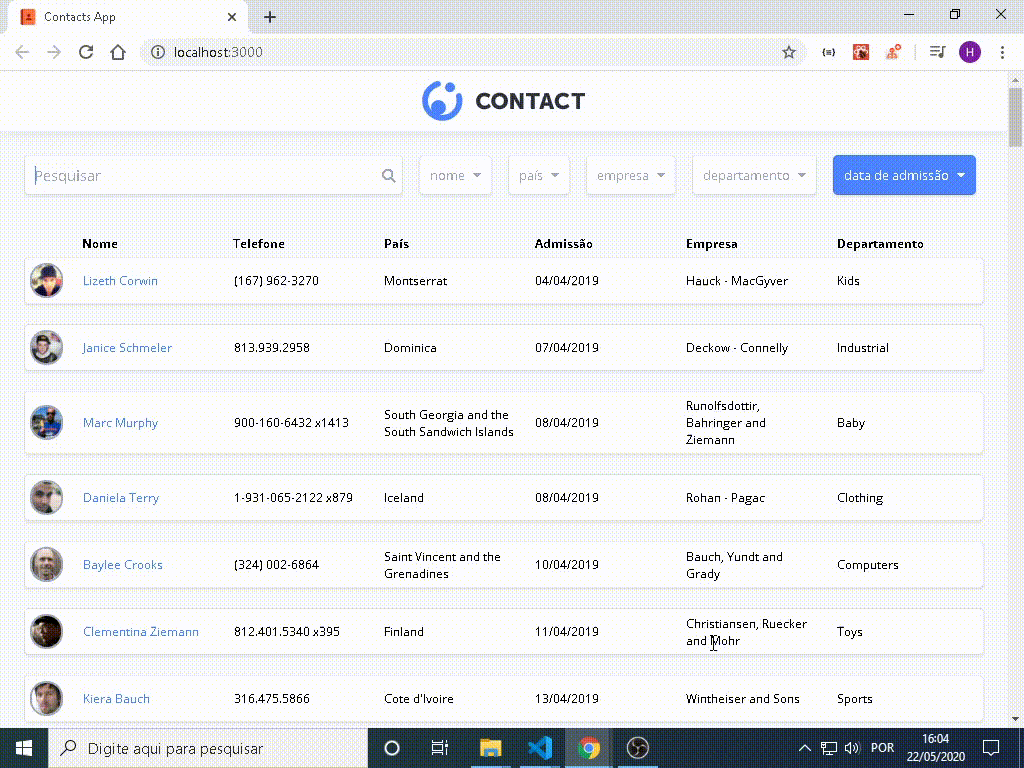 Contacts App
localhost:3000
H
CONTACT
Pesquisar
nome
país
empresa
departamento
data de admissão
Nome Telefone País Admissão Empresa Departamento
Lizeth Corwin (167) 962-3270 Montserrat 04/04/2019 Hauck - MacGyver Kids
Janice Schmeler 813.939.2958 Dominica 07/04/2019 Deckow - Connelly Industrial
Marc Murphy 900-160-6432 x1413 South Georgia and the
South Sandwich Islands 08/04/2019 Runolfsdottir,
Bahringer and
Ziemann Baby
Daniela Terry 1-931-065-2122 x879 Iceland 08/04/2019 Rohan - Pagac Clothing
Baylee Crooks (324) 002-6864 Saint Vincent and the
Grenadines 10/04/2019 Bauch, Yundt and
Grady Computers
Clementina Ziemann 812.401.5340 x395 Finland 11/04/2019 Christiansen, Ruecker
and Mohr Toys
Kiera Bauch 316.475.5866 Cote d'Ivoire 13/04/2019 Wintheiser and Sons Sports
Digite aqui para pesquisar
POR
16:04
22/05/2020